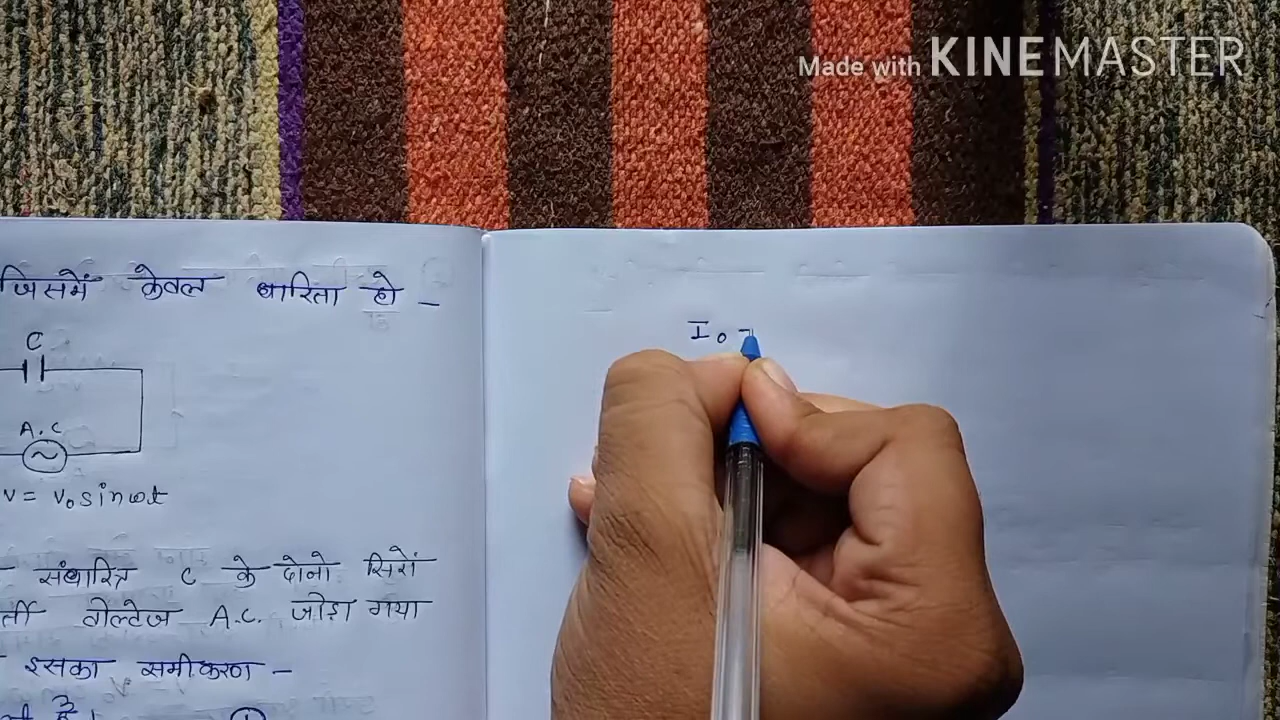 Made with KINEMASTER
जिसमें केवल धारिता हो -
C
A.C
V = V₀ sin ωt
संधारित्र C के दोनो सिरों
र्ती वोल्टेज A.C. जोड़ा गया
इसका समीकरण -
I₀